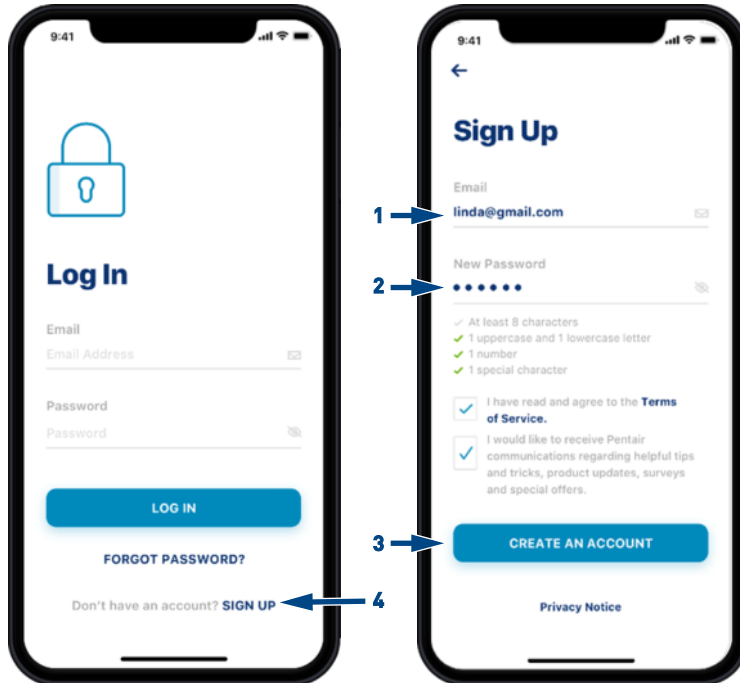 9:41
Log In
Email
Email Address
Password
Password
LOG IN
FORGOT PASSWORD?
Don't have an account? SIGN UP
9:41
Sign Up
Email
1
linda@gmail.com
New Password
2
At least 8 characters
1 uppercase and 1 lowercase letter
1 number
1 special character
I have read and agree to the Terms
of Service.
I would like to receive Pentair
communications regarding helpful tips
and tricks, product updates, surveys
and special offers.
3
CREATE AN ACCOUNT
4
Privacy Notice